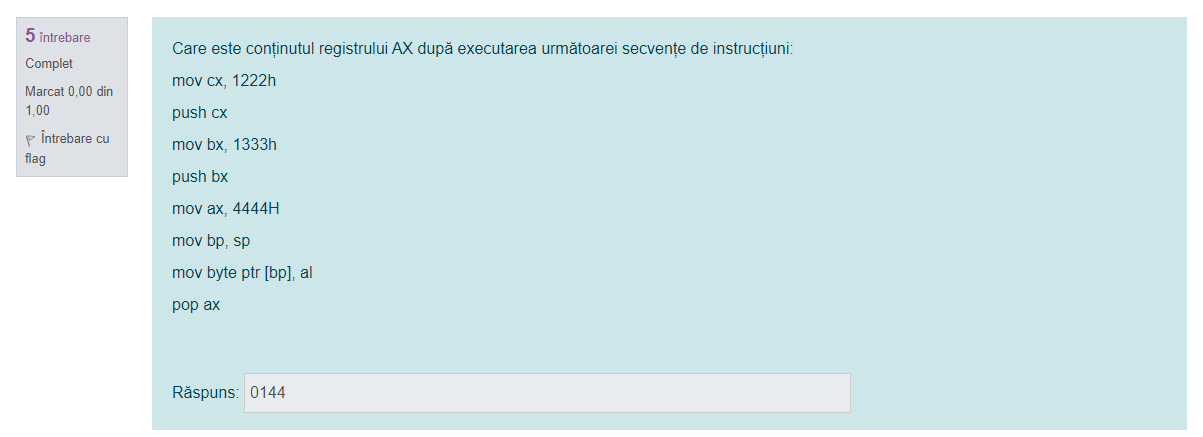 5 întrebare
Complet
Marcat 0,00 din
1,00
Întrebare cu
flag
Care este conținutul registrului AX după executarea următoarei secvențe de instrucțiuni:
mov cx, 1222h
push cx
mov bx, 1333h
push bx
mov ax, 4444H
mov bp, sp
mov byte ptr [bp], al
pop ax
Răspuns: 0144